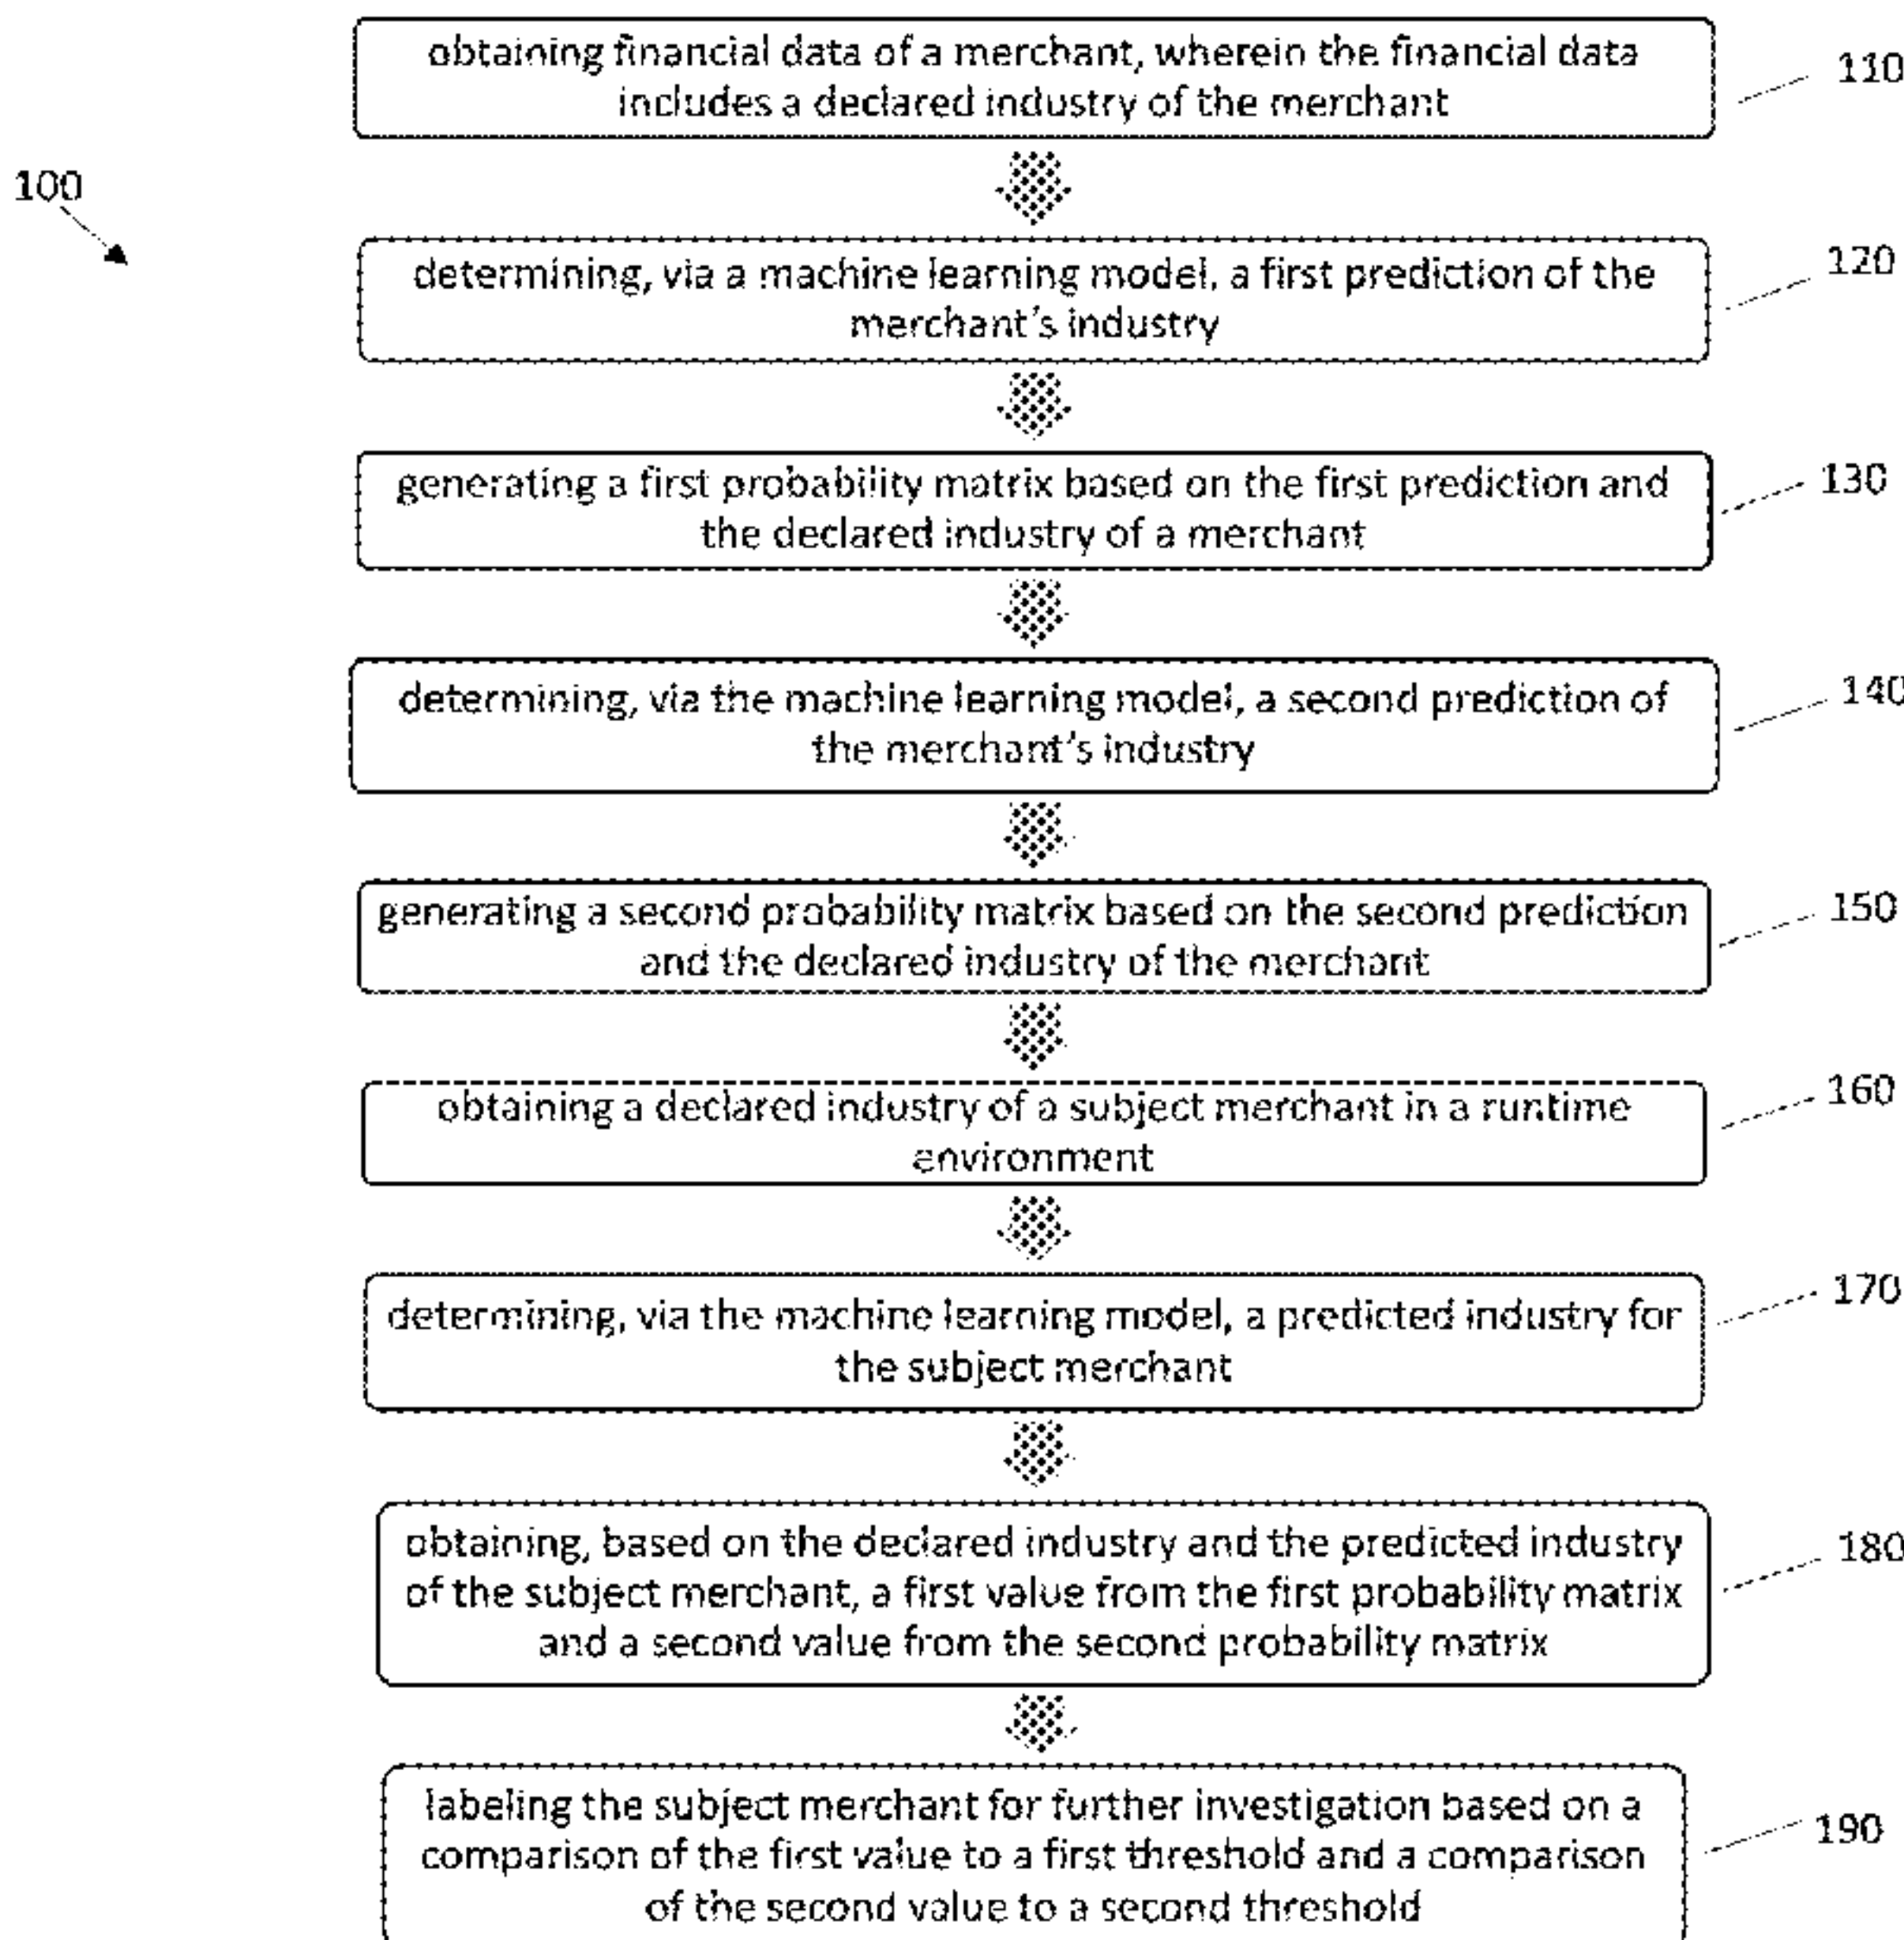 obtaining financial data of a merchant, wherein the financial data
includes a declared industry of the merchant
110
100
determining, via a machine learning model, a first prediction of the
merchant's industry
120
generating a first probability matrix based on the first prediction and
the declared industry of a merchant
130
determining, via the machine learning model, a second prediction of
the merchant's industry
140
generating a second probability matrix based on the second prediction
and the declared industry of the merchant
150
obtaining a declared industry of a subject merchant in a runtime
environment
160
determining, via the machine learning model, a predicted industry for
the subject merchant
170
obtaining, based on the declared industry and the predicted industry
of the subject merchant, a first value from the first probability matrix
and a second value from the second probability matrix
180
labeling the subject merchant for further investigation based on a
comparison of the first value to a first threshold and a comparison
of the second value to a second threshold
190